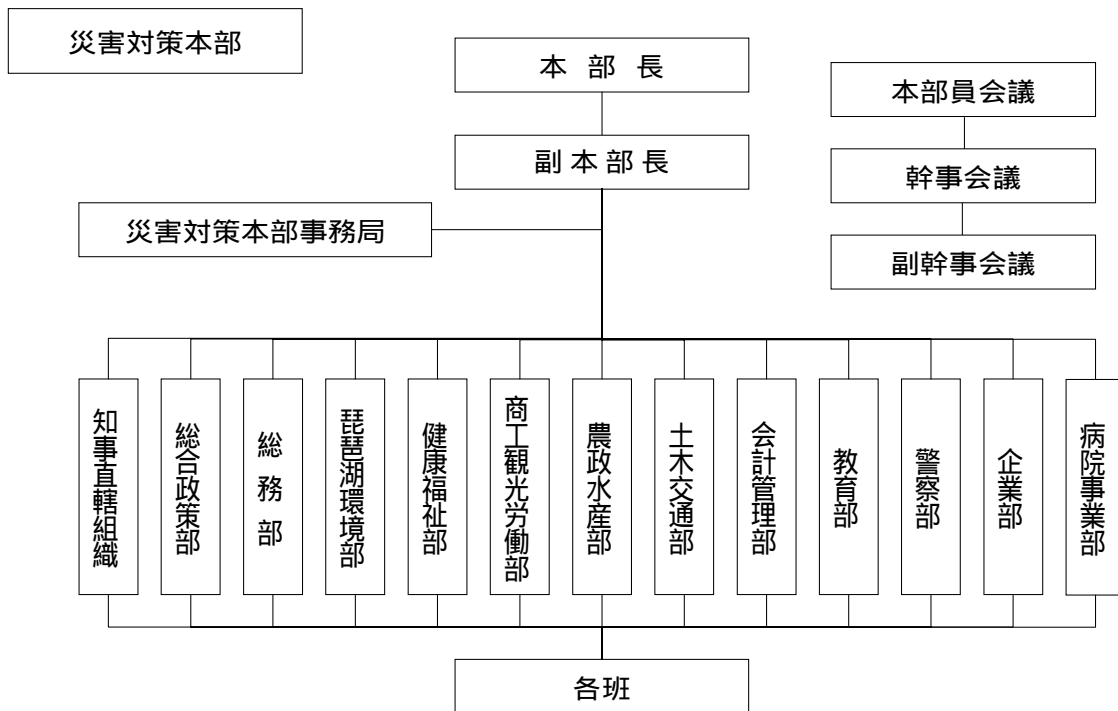 災害対策本部
本 部 長
本部員会議
副 本 部 長
幹事会議
災害対策本部事務局
副幹事会議
知事直轄組織
総合政策部
総務部
琵琶湖環境部
健康福祉部
商工観光労働部
農政水産部
土木交通部
会計管理部
教育部
警察部
企業部
病院事業部
各班